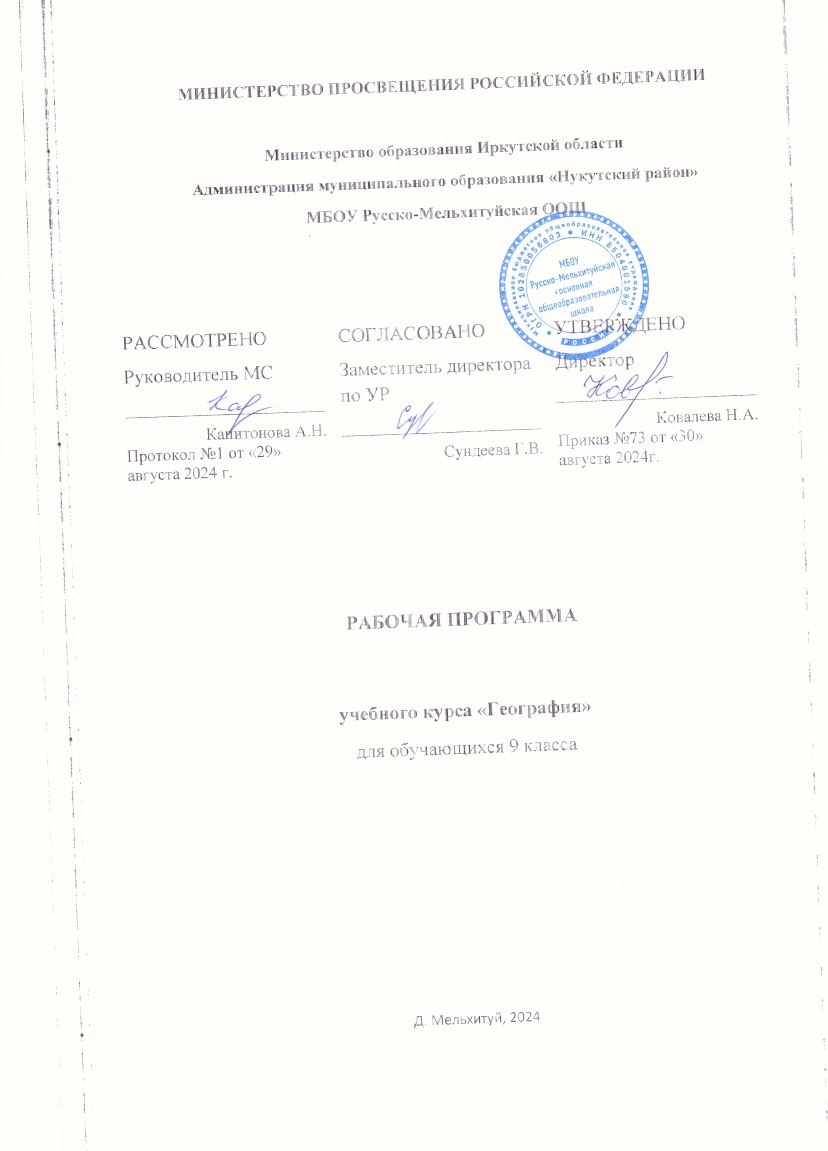 МИНИСТЕРСТВО ПРОСВЕЩЕНИЯ РОССИЙСКОЙ ФЕДЕРАЦИИ
Министерство образования Иркутской области
Администрация муниципального образования «Нукутский район»
МБОУ Русско-Мельхитуйская ООШ
МБОУ
Русско-Мельхитуйская
основная
общеобразовательная
школа
РОССИЯ
РАССМОТРЕНО
Руководитель МС
Капитонова А.Н.
Протокол №1 от «29»
августа 2024 г.
СОГЛАСОВАНО
Заместитель директора
по УР
Сундеева Г.В.
УТВЕРЖДЕНО
Директор
Ковалева Н.А.
Приказ №73 от «30»
августа 2024г.
РАБОЧАЯ ПРОГРАММА
учебного курса «География»
для обучающихся 9 класса
Д. Мельхитуй, 2024